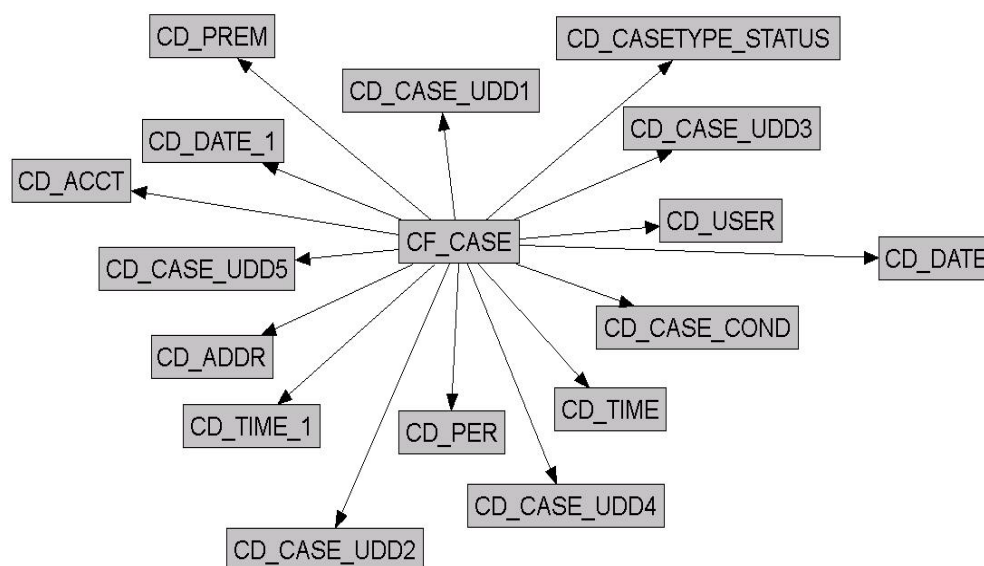 CD_PREM
CD_CASETYPE_STATUS
CD_CASE_UDD1
CD_DATE_1
CD_CASE_UDD3
CD_ACCT
CD_USER
CF_CASE
CD_CASE_UDD5
CD_DATE
CD_CASE_COND
CD_ADDR
CD_TIME_1
CD_PER
CD_TIME
CD_CASE_UDD4
CD_CASE_UDD2